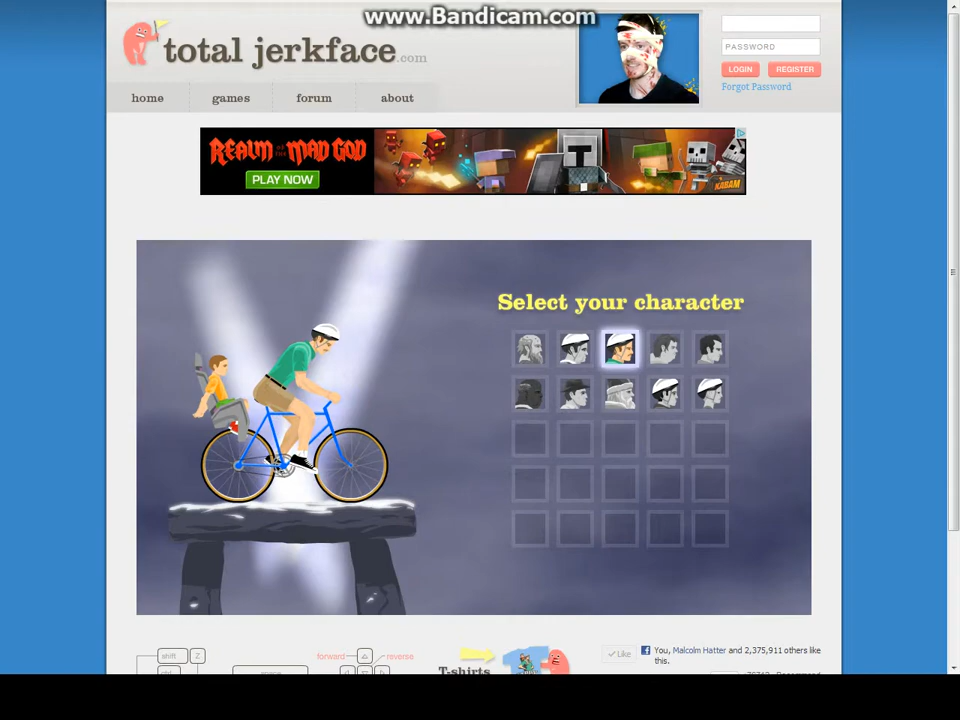 www.Bandicam.com
total jerkface.com
PASSWORD
LOGIN
REGISTER
Forgot Password
home
games
forum
about
REALM OF THE MAD GOD
PLAY NOW
KABAM
Select your character
shift
Z
forward
reverse
T-shirts
Like
You, Malcolm Hatter and 2,375,911 others like
this.